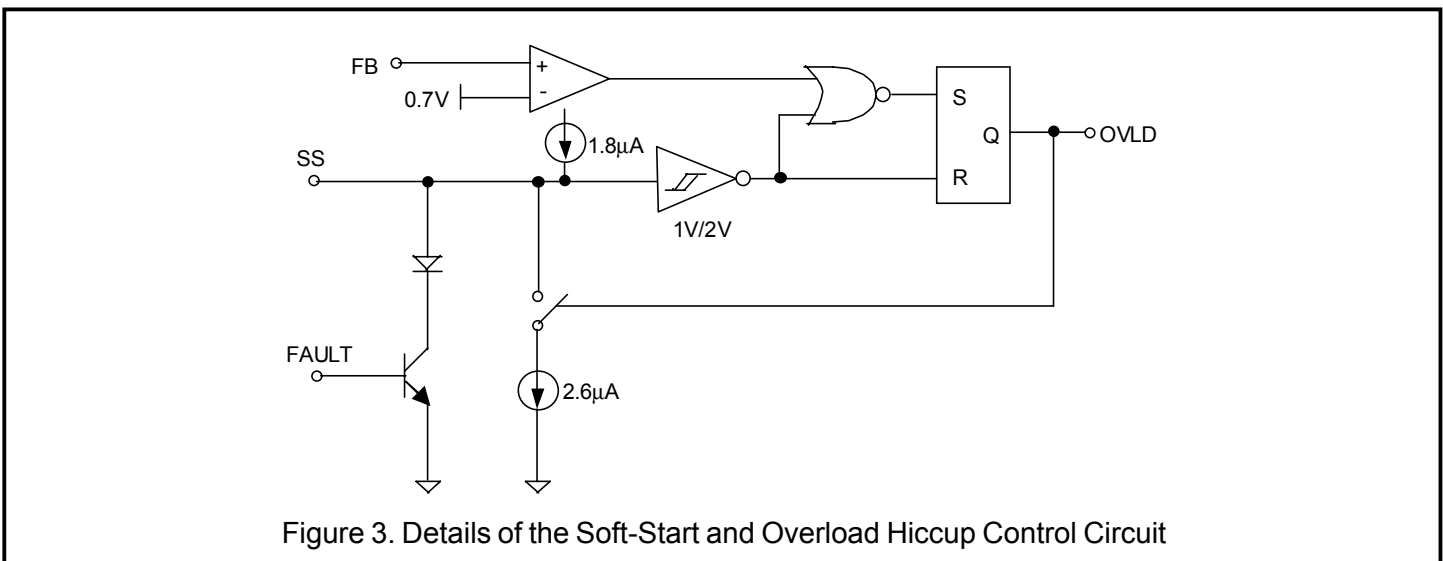 FB
+
0.7V
-
1.8μA
SS
1V/2V
S
Q
R
OVLD
FAULT
2.6μA
Figure 3. Details of the Soft-Start and Overload Hiccup Control Circuit